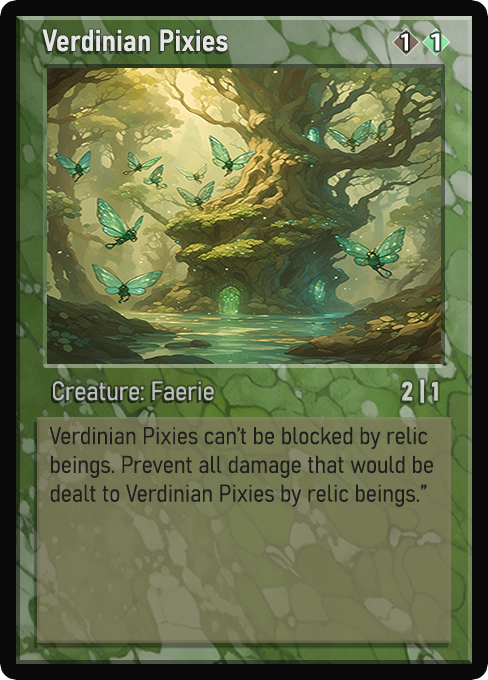 Verdinian Pixies 1 1
Creature: Faerie 2|1
Verdinian Pixies can't be blocked by relic
beings. Prevent all damage that would be
dealt to Verdinian Pixies by relic beings.”